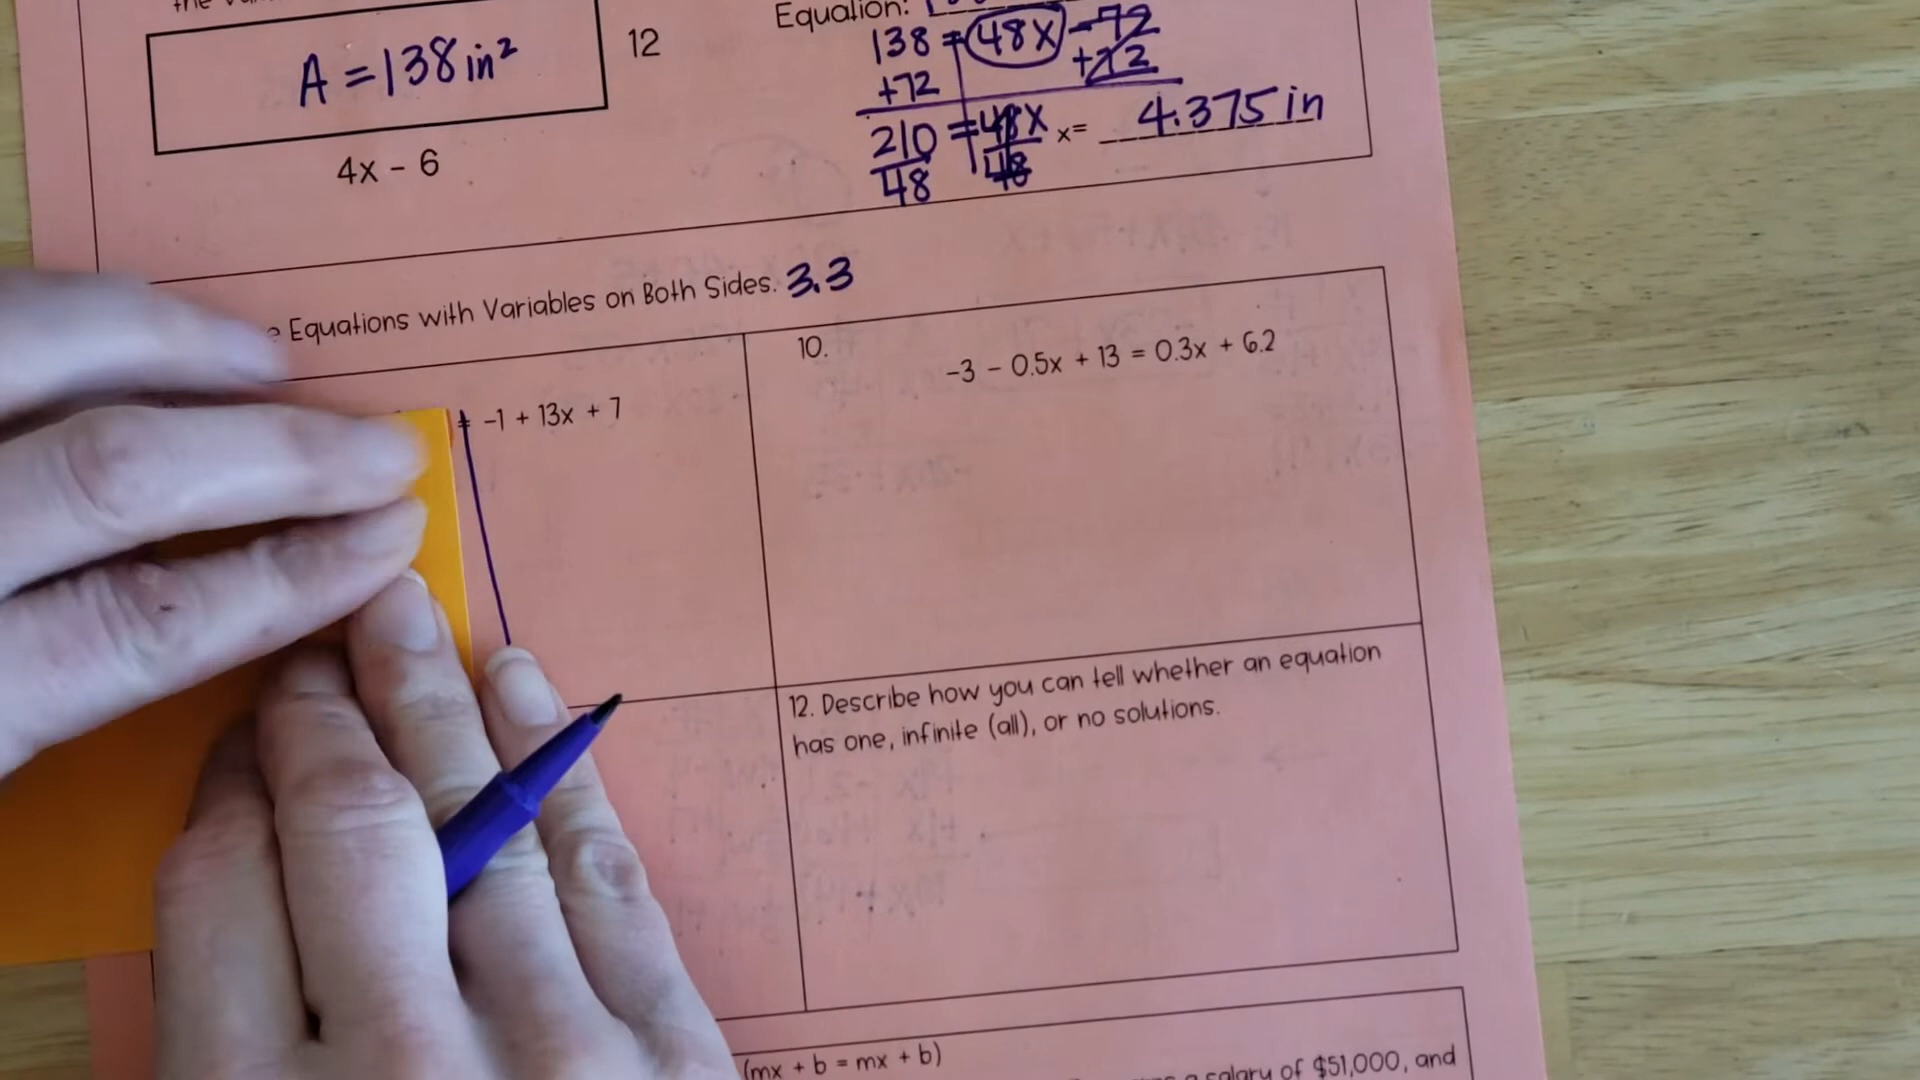 the
Equation:
A = 138 in²
12
4x - 6
138 = 48x - 72
+72 +72
210 = 48x
48 48
x= 4.375 in
Equations with Variables on Both Sides. 3.3
= -1 + 13x + 7
10.
-3 - 0.5x + 13 = 0.3x + 6.2
12. Describe how you can tell whether an equation
has one, infinite (all), or no solutions.
(mx + b = mx + b)
a salary of $51,000, and